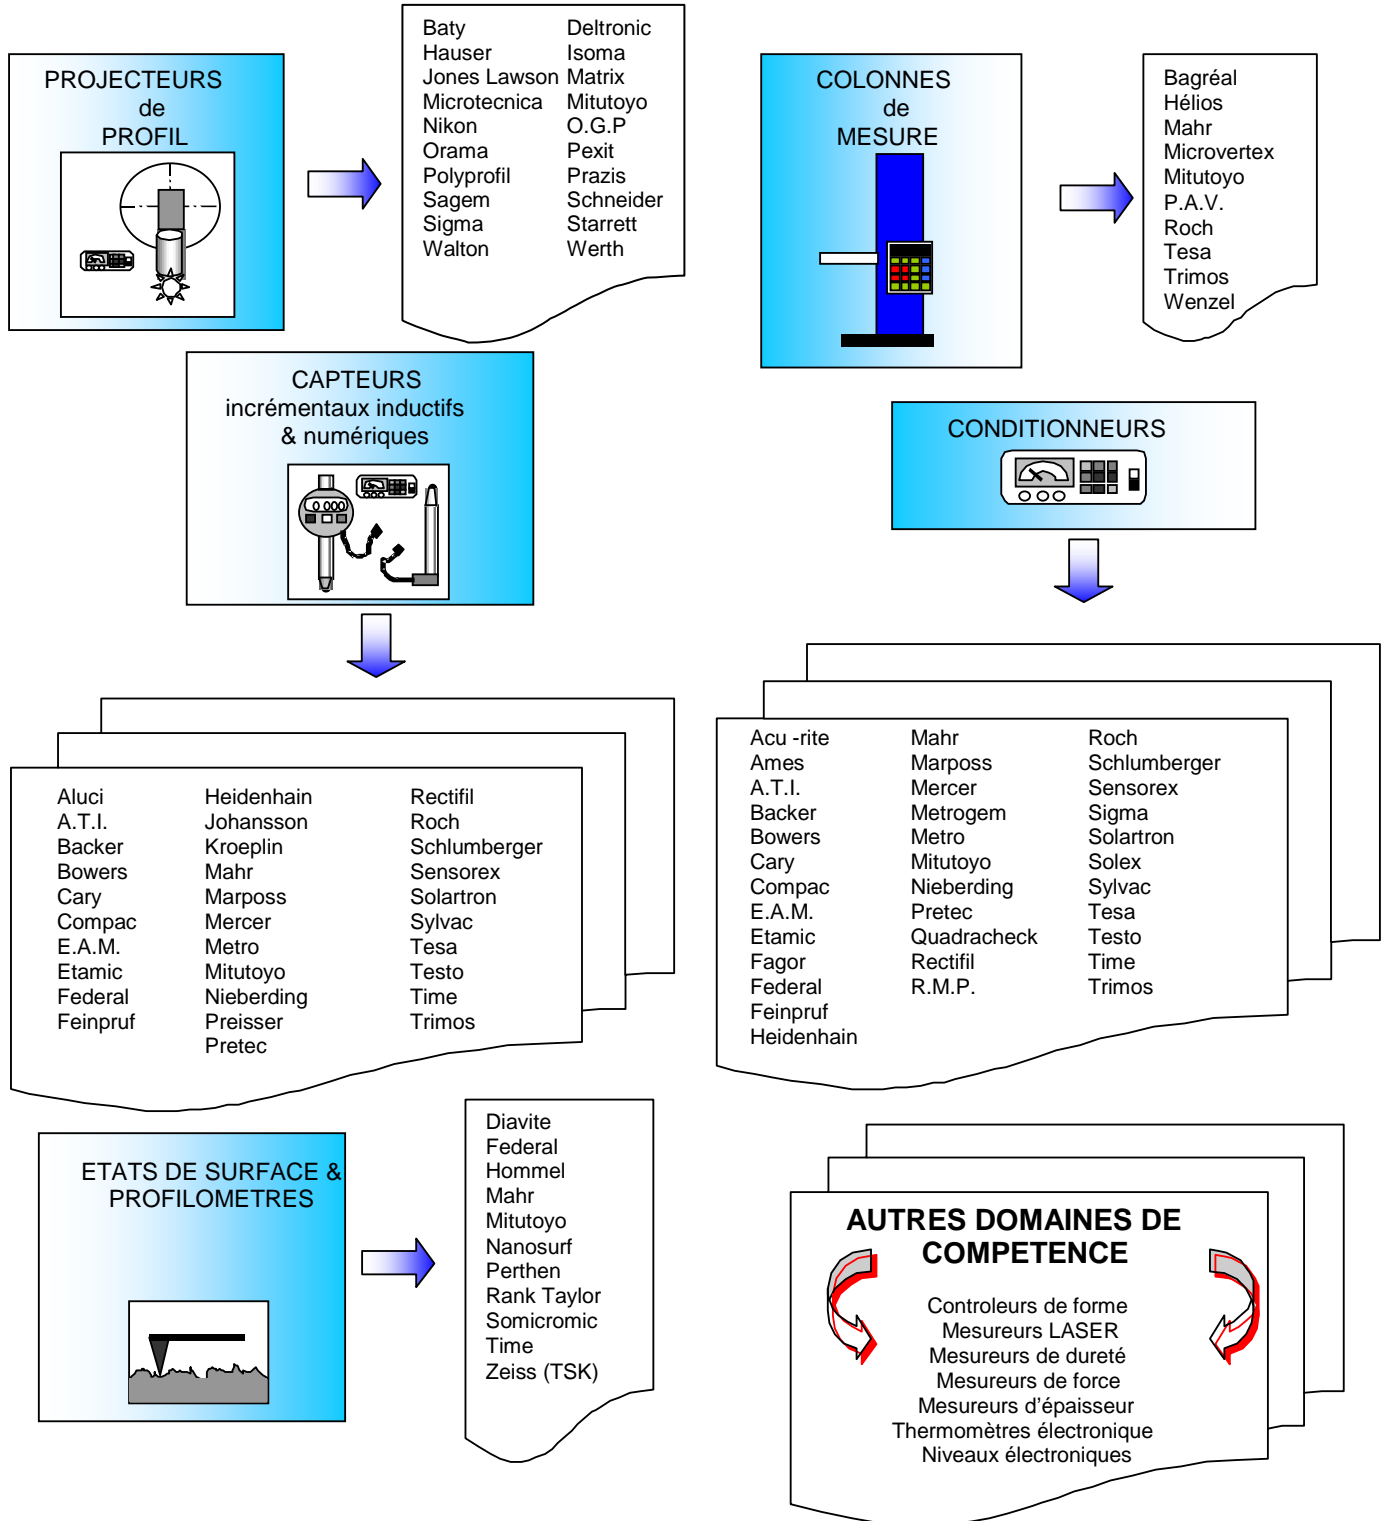 PROJECTEURS
de
PROFIL
Baty Deltronic
Hauser Isoma
Jones Lawson Matrix
Microtecnica Mitutoyo
Nikon O.G.P
Orama Pexit
Polyprofil Prazis
Sagem Schneider
Sigma Starrett
Walton Werth
COLONNES
de
MESURE
Bagréal
Hélios
Mahr
Microvertex
Mitutoyo
P.A.V.
Roch
Tesa
Trimos
Wenzel
CAPTEURS
incrémentaux inductifs
& numériques
0 000
CONDITIONNEURS
Aluci Heidenhain Rectifil
A.T.I. Johansson Roch
Backer Kroeplin Schlumberger
Bowers Mahr Sensorex
Cary Marposs Solartron
Compac Mercer Sylvac
E.A.M. Metro Tesa
Etamic Mitutoyo Testo
Federal Nieberding Time
Feinpruf Preisser Trimos
Pretec
Acu -rite Mahr Roch
Ames Marposs Schlumberger
A.T.I. Mercer Sensorex
Backer Metrogem Sigma
Bowers Metro Solartron
Cary Mitutoyo Solex
Compac Nieberding Sylvac
E.A.M. Pretec Tesa
Etamic Quadracheck Testo
Fagor Rectifil Time
Federal R.M.P. Trimos
Feinpruf
Heidenhain
ETATS DE SURFACE &
PROFILOMETRES
Diavite
Federal
Hommel
Mahr
Mitutoyo
Nanosurf
Perthen
Rank Taylor
Somicromic
Time
Zeiss (TSK)
AUTRES DOMAINES DE
COMPETENCE
Controleurs de forme
Mesureurs LASER
Mesureurs de dureté
Mesureurs de force
Mesureurs d'épaisseur
Thermomètres électronique
Niveaux électroniques